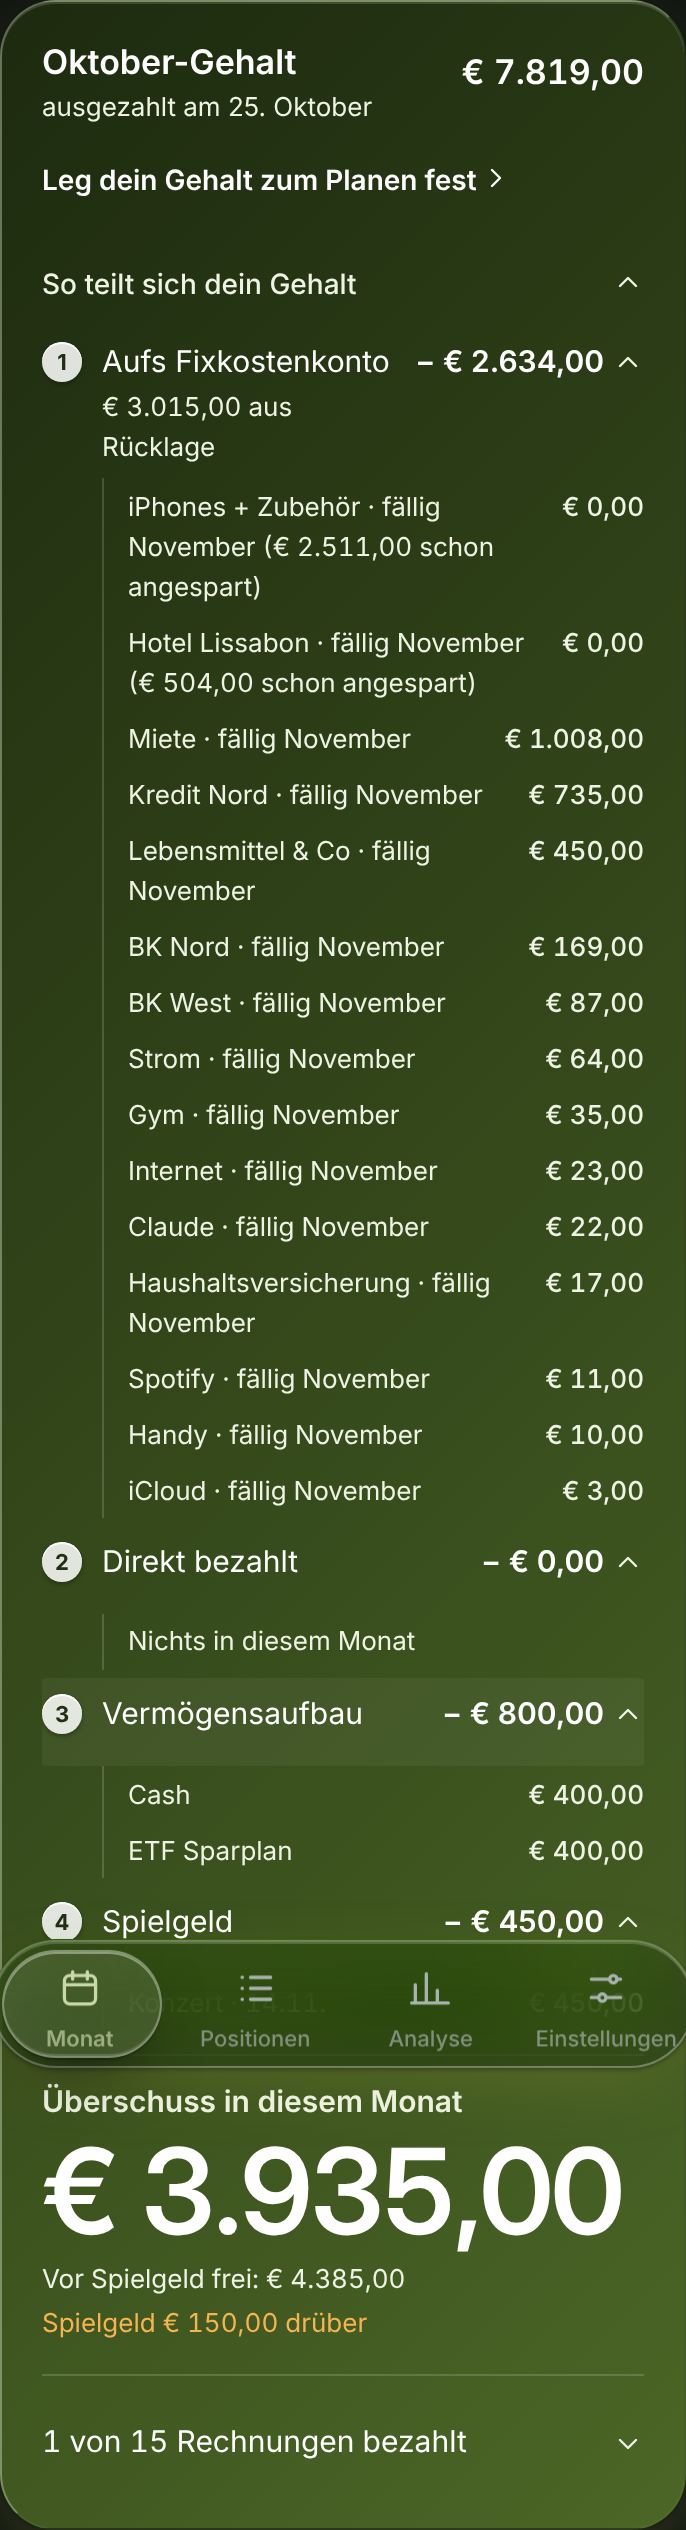 Oktober-Gehalt
€ 7.819,00
ausgezahlt am 25. Oktober
Leg dein Gehalt zum Planen fest
So teilt sich dein Gehalt
1 Aufs Fixkostenkonto – € 2.634,00
€ 3.015,00 aus
Rücklage
iPhones + Zubehör · fällig € 0,00
November (€ 2.511,00 schon
angespart)
Hotel Lissabon · fällig November € 0,00
(€ 504,00 schon angespart)
Miete · fällig November € 1.008,00
Kredit Nord · fällig November € 735,00
Lebensmittel & Co · fällig € 450,00
November
BK Nord · fällig November € 169,00
BK West · fällig November € 87,00
Strom · fällig November € 64,00
Gym · fällig November € 35,00
Internet · fällig November € 23,00
Claude · fällig November € 22,00
Haushaltsversicherung · fällig € 17,00
November
Spotify · fällig November € 11,00
Handy · fällig November € 10,00
iCloud · fällig November € 3,00
2 Direkt bezahlt – € 0,00
Nichts in diesem Monat
3 Vermögensaufbau – € 800,00
Cash € 400,00
ETF Sparplan € 400,00
4 Spielgeld – € 450,00
Konzert · 14.11. € 450,00
Monat Positionen Analyse Einstellungen
Überschuss in diesem Monat
€ 3.935,00
Vor Spielgeld frei: € 4.385,00
Spielgeld € 150,00 drüber
1 von 15 Rechnungen bezahlt